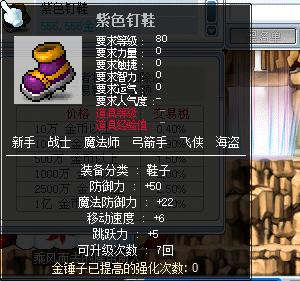 紫色钉鞋
要求等级: 80
要求力量: 0
要求敏捷: 0
要求智力: 0
要求运气: 0
要求人气度: -
道具等级
道具经验值
新手 战士 魔法师 弓箭手 飞侠 海盗
装备分类 : 鞋子
防御力 : +50
魔法防御力 : +22
移动速度 : +6
跳跃力 : +5
可升级次数 : 7回
金锤子已提高的强化次数: 0